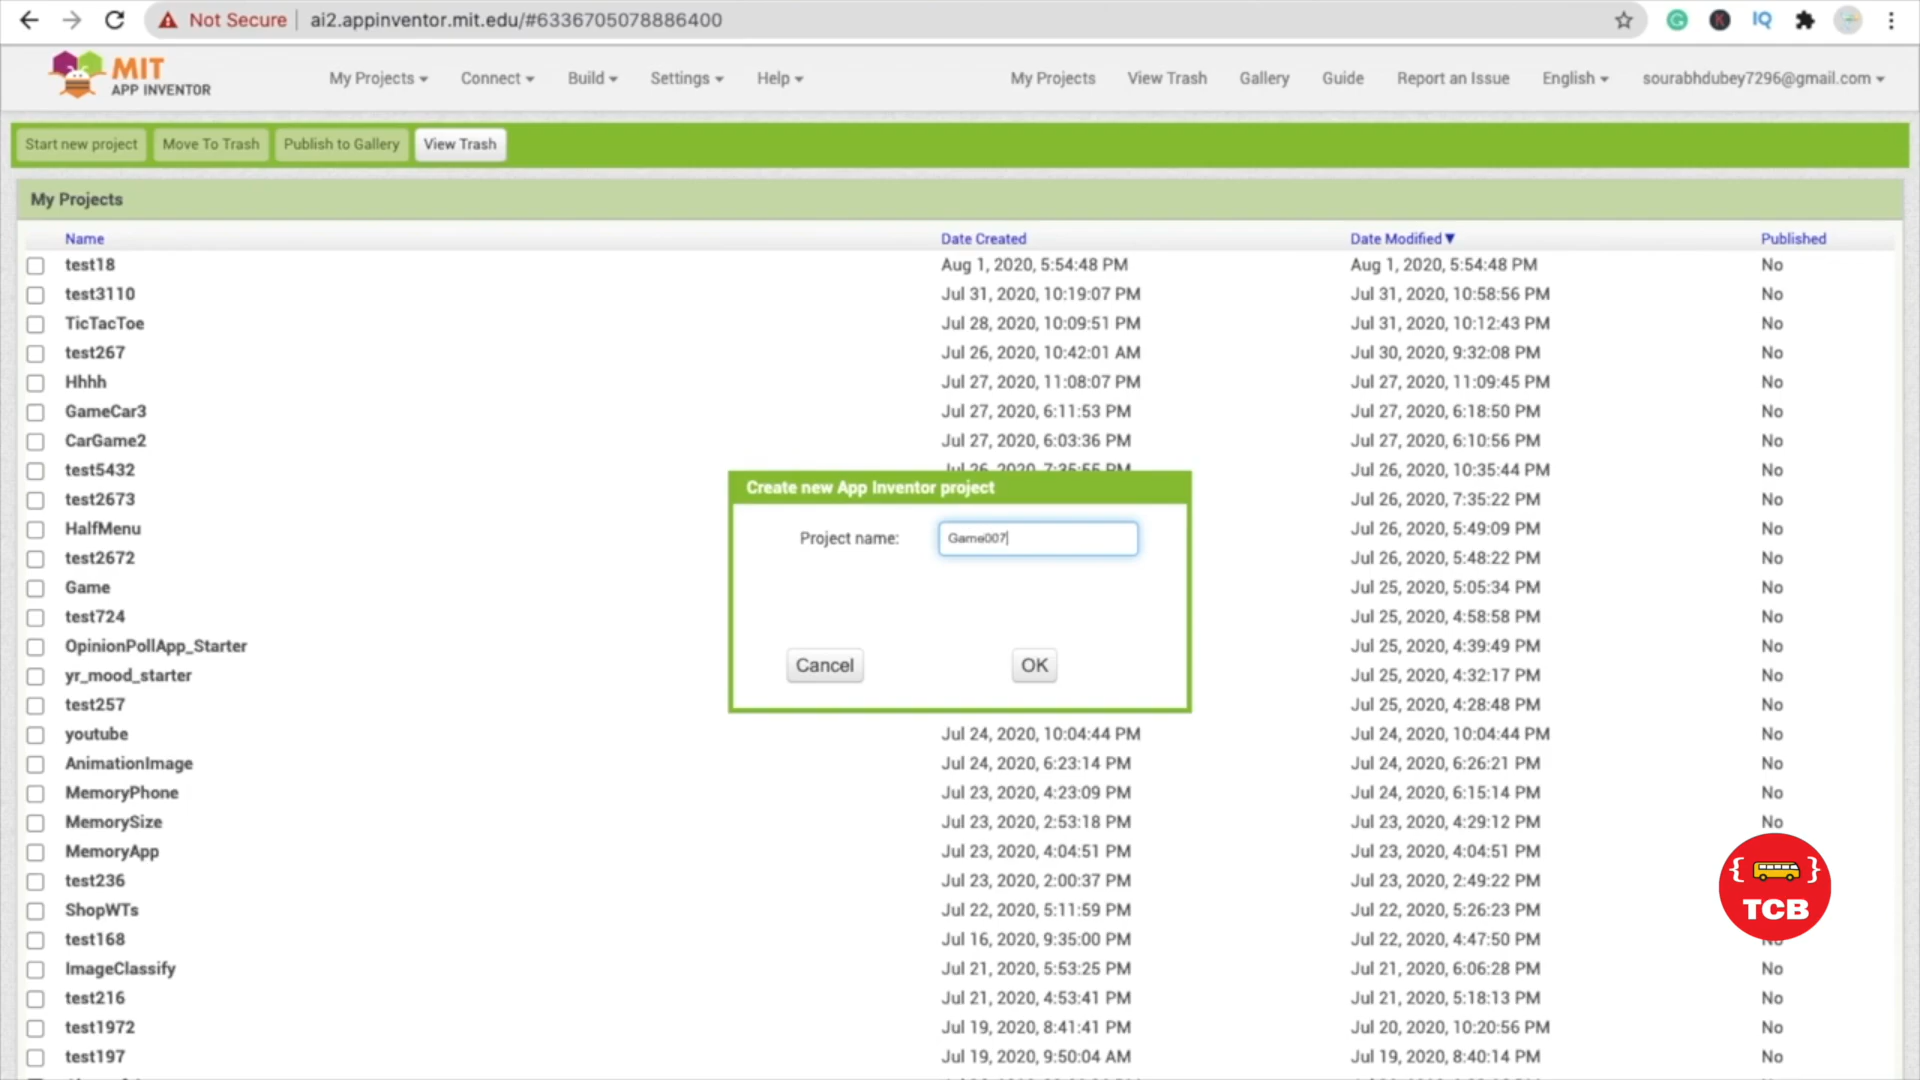 Not Secure ai2.appinventor.mit.edu/#6336705078886400 IQ
MIT
APP INVENTOR
My Projects Connect Build Settings Help My Projects View Trash Gallery Guide Report an Issue English sourabhdubey7296@gmail.com
Start new project Move To Trash Publish to Gallery View Trash
My Projects
Name Date Created Date Modified Published
test18 Aug 1, 2020, 5:54:48 PM Aug 1, 2020, 5:54:48 PM No
test3110 Jul 31, 2020, 10:19:07 PM Jul 31, 2020, 10:58:56 PM No
TicTacToe Jul 28, 2020, 10:09:51 PM Jul 31, 2020, 10:12:43 PM No
test267 Jul 26, 2020, 10:42:01 AM Jul 30, 2020, 9:32:08 PM No
Hhhh Jul 27, 2020, 11:08:07 PM Jul 27, 2020, 11:09:45 PM No
GameCar3 Jul 27, 2020, 6:11:53 PM Jul 27, 2020, 6:18:50 PM No
CarGame2 Jul 27, 2020, 6:03:36 PM Jul 27, 2020, 6:10:56 PM No
test5432 Jul 26, 2020, 7:35:55 PM Jul 26, 2020, 10:35:44 PM No
test2673 Jul 26, 2020, 7:35:22 PM No
HalfMenu Jul 26, 2020, 5:49:09 PM No
test2672 Jul 26, 2020, 5:48:22 PM No
Game Jul 25, 2020, 5:05:34 PM No
test724 Jul 25, 2020, 4:58:58 PM No
OpinionPollApp_Starter Jul 25, 2020, 4:39:49 PM No
yr_mood_starter Jul 25, 2020, 4:32:17 PM No
test257 Jul 25, 2020, 4:28:48 PM No
Create new App Inventor project
Project name: Game007
Cancel OK
youtube Jul 24, 2020, 10:04:44 PM Jul 24, 2020, 10:04:44 PM No
AnimationImage Jul 24, 2020, 6:23:14 PM Jul 24, 2020, 6:26:21 PM No
MemoryPhone Jul 23, 2020, 4:23:09 PM Jul 24, 2020, 6:15:14 PM No
MemorySize Jul 23, 2020, 2:53:18 PM Jul 23, 2020, 4:29:12 PM No
MemoryApp Jul 23, 2020, 4:04:51 PM Jul 23, 2020, 4:04:51 PM
test236 Jul 23, 2020, 2:00:37 PM Jul 23, 2020, 2:49:22 PM
ShopWTs Jul 22, 2020, 5:11:59 PM Jul 22, 2020, 5:26:23 PM
test168 Jul 16, 2020, 9:35:00 PM Jul 22, 2020, 4:47:50 PM
ImageClassify Jul 21, 2020, 5:53:25 PM Jul 21, 2020, 6:06:28 PM No
test216 Jul 21, 2020, 4:53:41 PM Jul 21, 2020, 5:18:13 PM No
test1972 Jul 19, 2020, 8:41:41 PM Jul 20, 2020, 10:20:56 PM No
test197 Jul 19, 2020, 9:50:04 AM Jul 19, 2020, 8:40:14 PM No
{ }
TCB